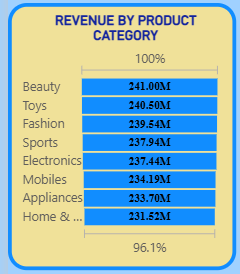 REVENUE BY PRODUCT
CATEGORY
100%
Beauty 241.00M
Toys 240.50M
Fashion 239.54M
Sports 237.94M
Electronics 237.44M
Mobiles 234.19M
Appliances 233.70M
Home & ... 231.52M
96.1%